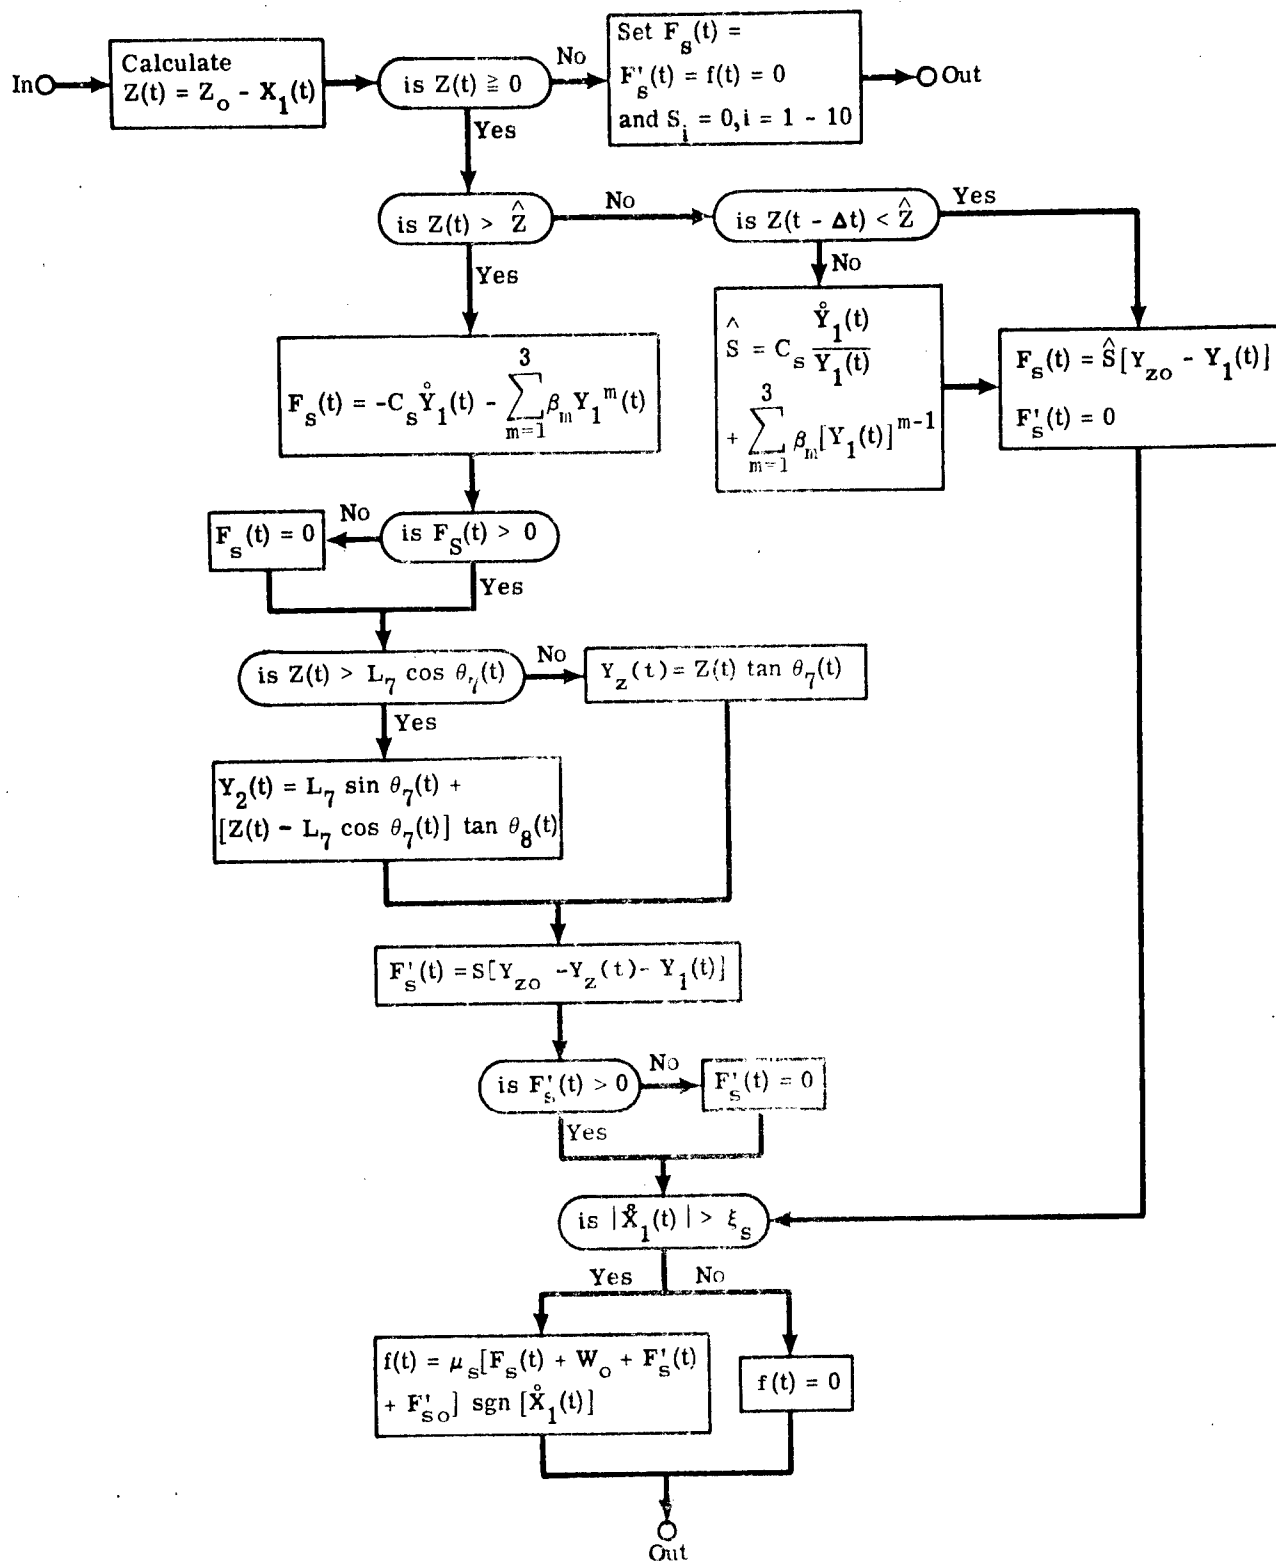 In
Calculate
Z(t) = Z_o - X_1(t)
is Z(t) ≧ 0
No
Set F_s(t) =
F'_s(t) = f(t) = 0
and S_i = 0, i = 1 - 10
Out
Yes
is Z(t) > Ẑ
No
is Z(t - Δt) < Ẑ
Yes
Yes
No
F_s(t) = -C_s Y̊_1(t) - ∑_{m=1}^{3} β_m Y_1^m(t)
Ŝ = C_s Y̊_1(t) / Y_1(t)
+ ∑_{m=1}^{3} β_m [Y_1(t)]^{m-1}
F_s(t) = Ŝ[Y_zo - Y_1(t)]
F'_s(t) = 0
F_s(t) = 0
No
is F_S(t) > 0
Yes
is Z(t) > L_7 cos θ_7(t)
No
Y_z(t) = Z(t) tan θ_7(t)
Yes
Y_2(t) = L_7 sin θ_7(t) +
[Z(t) - L_7 cos θ_7(t)] tan θ_8(t)
F'_s(t) = S[Y_zo - Y_z(t) - Y_1(t)]
is F'_s(t) > 0
No
F'_s(t) = 0
Yes
is |X̊_1(t)| > ξ_s
Yes
No
f(t) = μ_s[F_s(t) + W_o + F'_s(t)
+ F'_so] sgn [X̊_1(t)]
f(t) = 0
Out